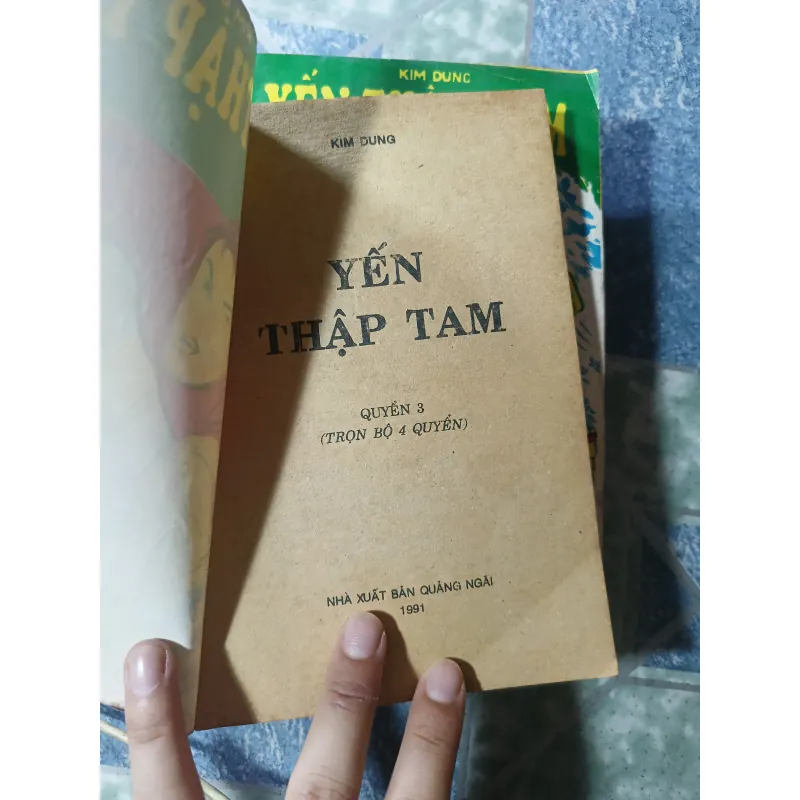 KIM DUNG
KIM DUNG
YẾN
THẬP TAM
QUYỂN 3
(TRỌN BỘ 4 QUYỂN)
NHÀ XUẤT BẢN QUẢNG NGÃI
1991